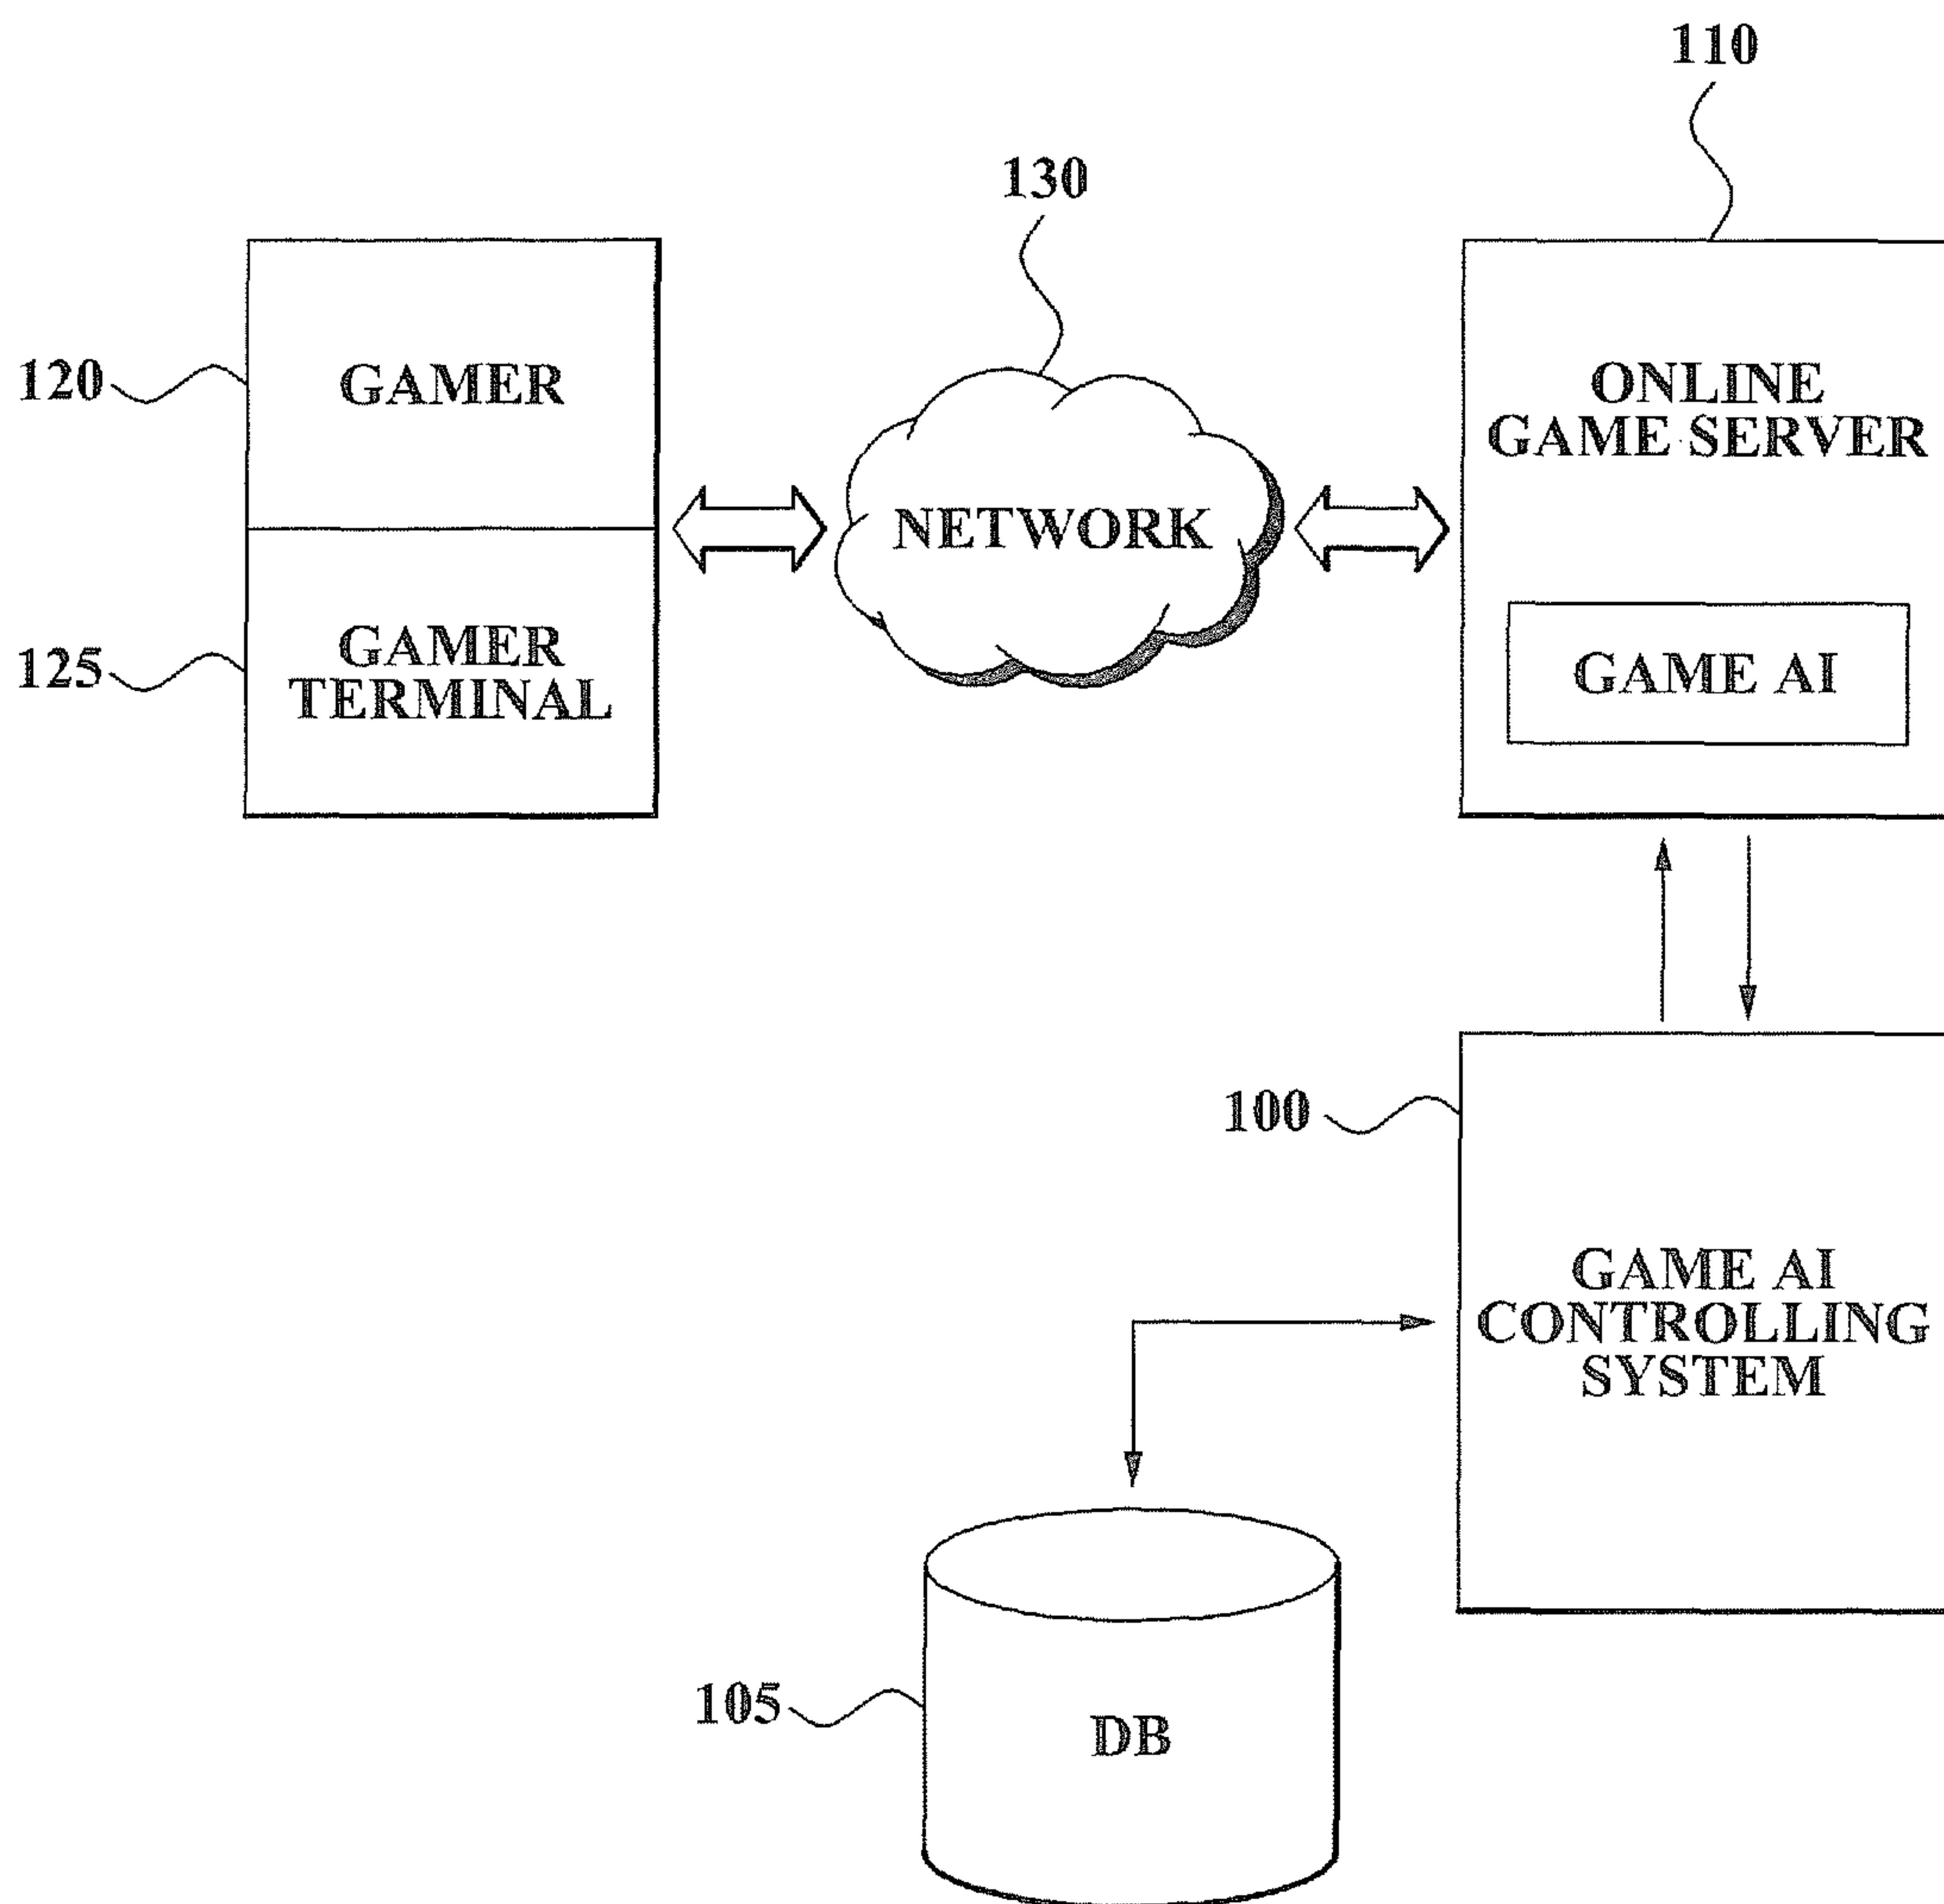 110
130
120
GAMER
ONLINE
GAME SERVER
NETWORK
125
GAMER
TERMINAL
GAME AI
100
GAME AI
CONTROLLING
SYSTEM
105
DB